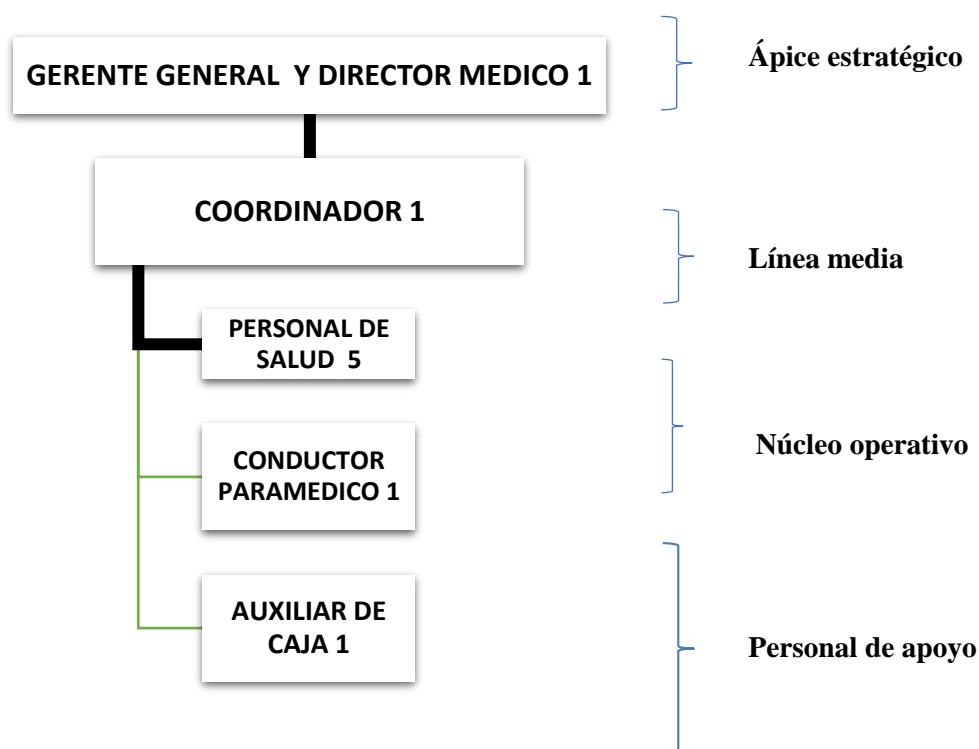 GERENTE GENERAL Y DIRECTOR MEDICO 1
Ápice estratégico
COORDINADOR 1
Línea media
PERSONAL DE
SALUD 5
Núcleo operativo
CONDUCTOR
PARAMEDICO 1
AUXILIAR DE
CAJA 1
Personal de apoyo